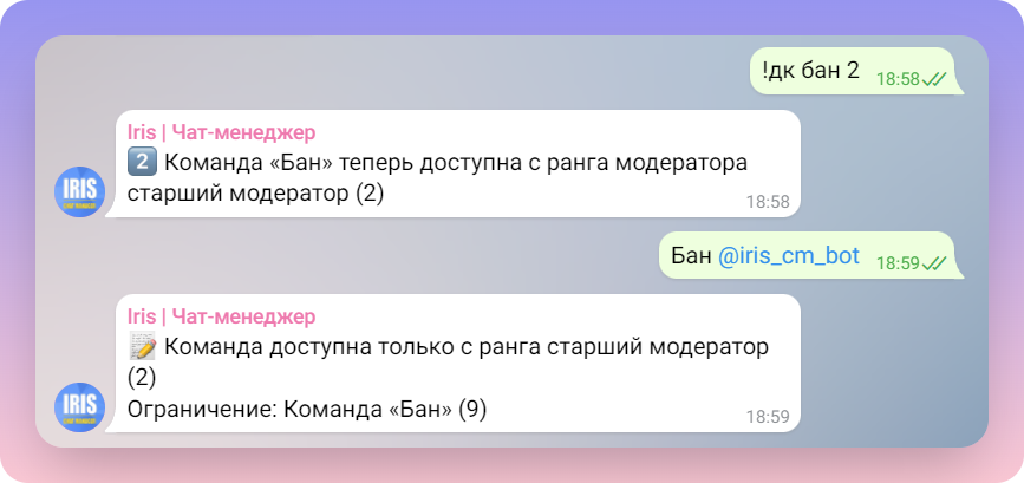 !дк бан 2 18:58
Iris | Чат-менеджер
2 Команда «Бан» теперь доступна с ранга модератора
старший модератор (2)
18:58
IRIS
Бан @iris_cm_bot 18:59
Iris | Чат-менеджер
Команда доступна только с ранга старший модератор
(2)
Ограничение: Команда «Бан» (9)
18:59
IRIS